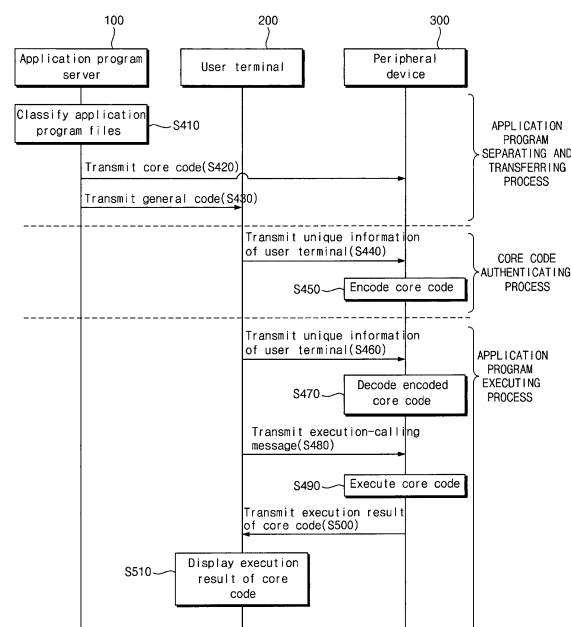 100
200
300
Application program
server
User terminal
Peripheral
device
Classify application
program files
S410
APPLICATION
PROGRAM
SEPARATING AND
TRANSFERRING
PROCESS
Transmit core code(S420)
Transmit general code(S430)
Transmit unique information
of user terminal(S440)
CORE CODE
AUTHENTICATING
PROCESS
S450
Encode core code
Transmit unique information
of user terminal(S460)
APPLICATION
PROGRAM
EXECUTING
PROCESS
S470
Decode encoded
core code
Transmit execution-calling
message(S480)
S490
Execute core code
Transmit execution result
of core code(S500)
S510
Display execution
result of core
code